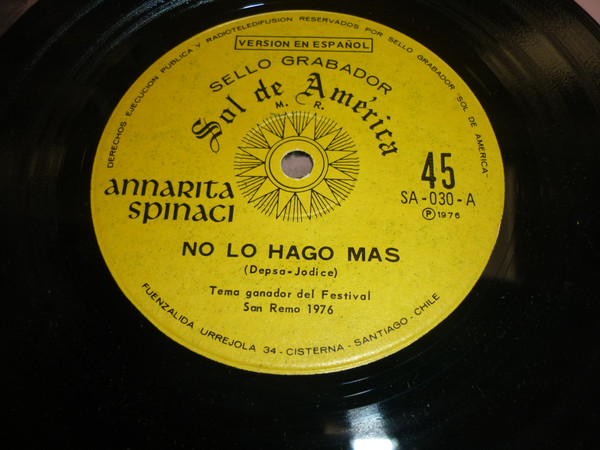 DERECHOS EJECUCION PUBLICA Y RADIOTELEDIFUSION RESERVADOS POR SELLO GRABADOR "SOL DE AMERICA"
VERSION EN ESPAÑOL
SELLO GRABADOR
Sol de América
M. R.
ANNARITA
SPINACI
45
SA-030-A
Ⓟ 1976
NO LO HAGO MAS
(Depsa-Jodice)
Tema ganador del Festival
San Remo 1976
FUENZALIDA URREJOLA 34 - CISTERNA - SANTIAGO - CHILE